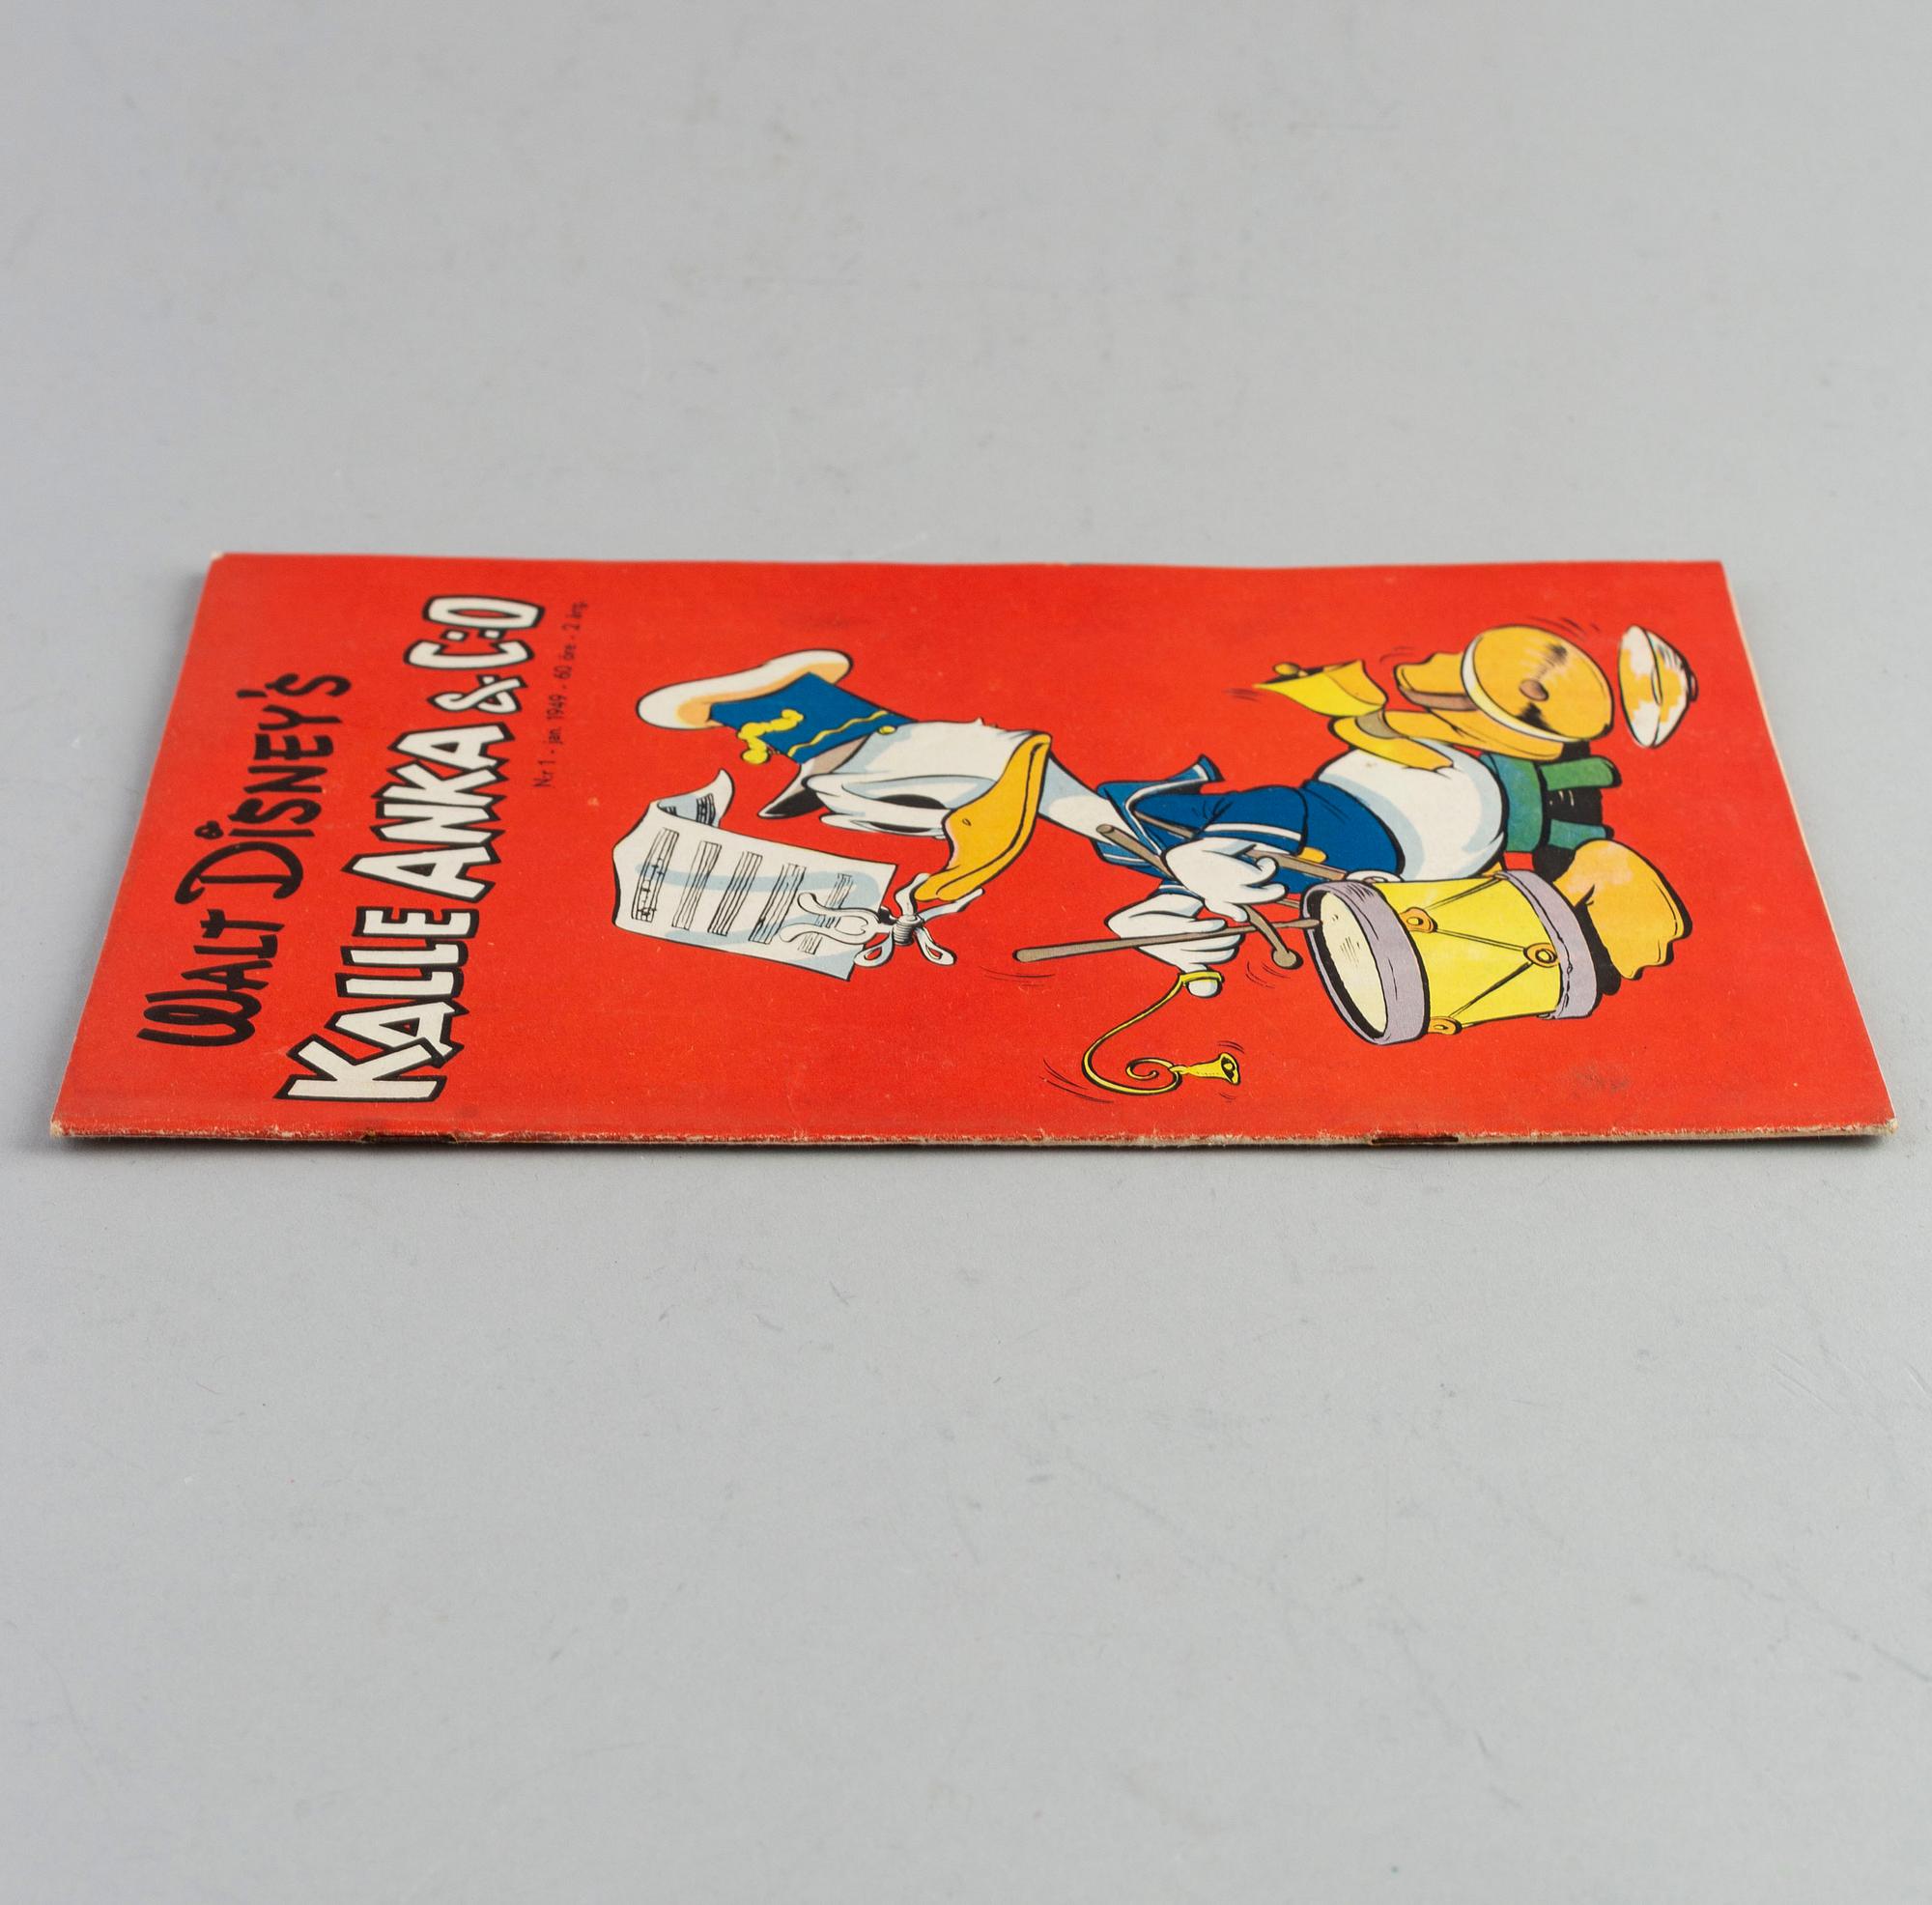 WALT DISNEY'S
KALLE ANKA & C:O
Nr 1 - jan. 1949 - 60 öre - 2 årg.